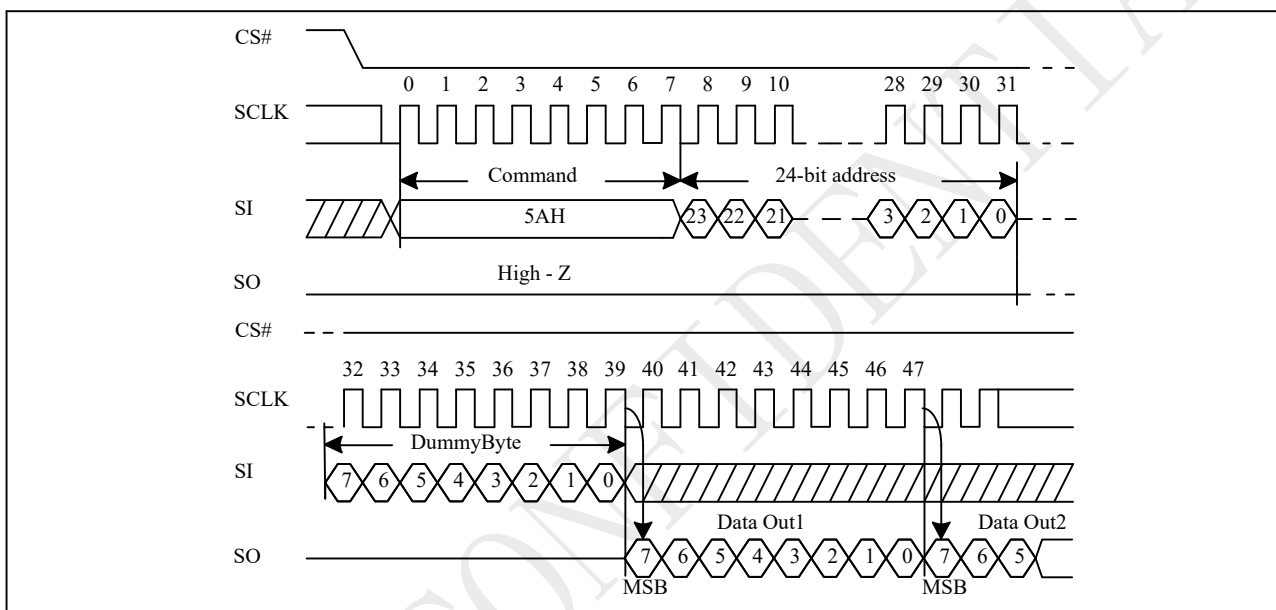 CS#
0 1 2 3 4 5 6 7 8 9 10 28 29 30 31
SCLK
Command 24-bit address
SI 5AH 23 22 21 3 2 1 0
High - Z
SO
CS#
32 33 34 35 36 37 38 39 40 41 42 43 44 45 46 47
SCLK
DummyByte
SI 7 6 5 4 3 2 1 0
Data Out1 Data Out2
SO 7 6 5 4 3 2 1 0 7 6 5
MSB MSB